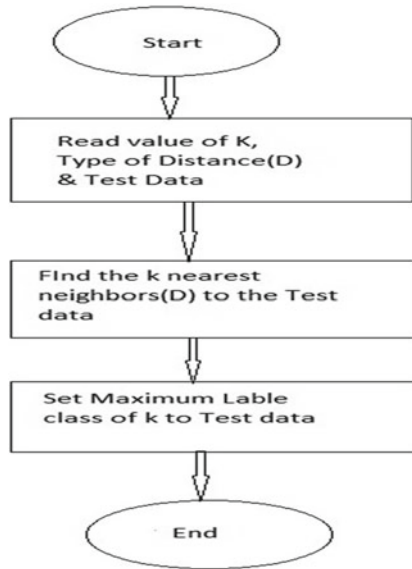 Start
Read value of K,
Type of Distance(D)
& Test Data
FInd the k nearest
neighbors(D) to the Test
data
Set Maximum Lable
class of k to Test data
End